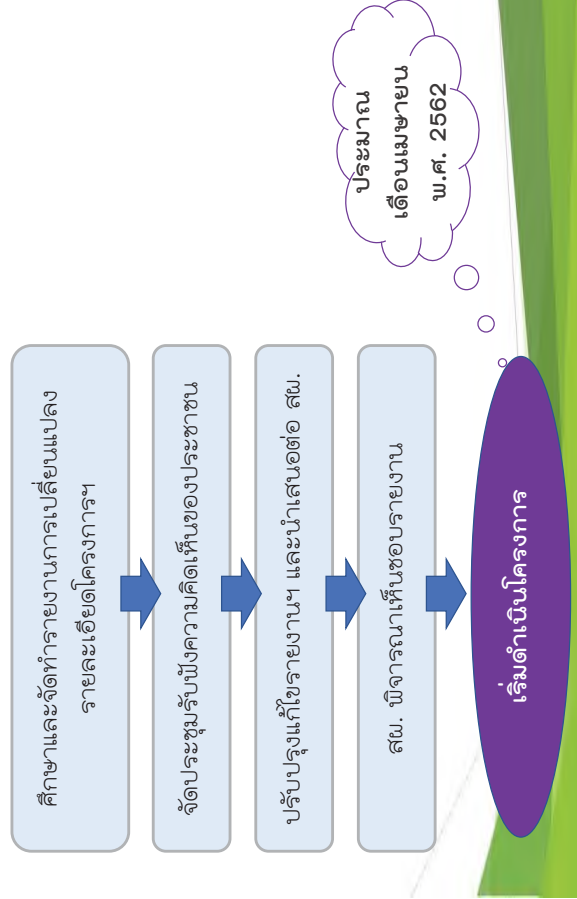 ศึกษาและจัดทำรายงานการเปลี่ยนแปลง
รายละเอียดโครงการฯ
จัดประชุมรับฟังความคิดเห็นของประชาชน
ปรับปรุงแก้ไขรายงานฯ และนำเสนอต่อ สผ.
สผ. พิจารณาเห็นชอบรายงาน
เริ่มดำเนินโครงการ
ประมาณ
เดือนเมษายน
พ.ศ. 2562